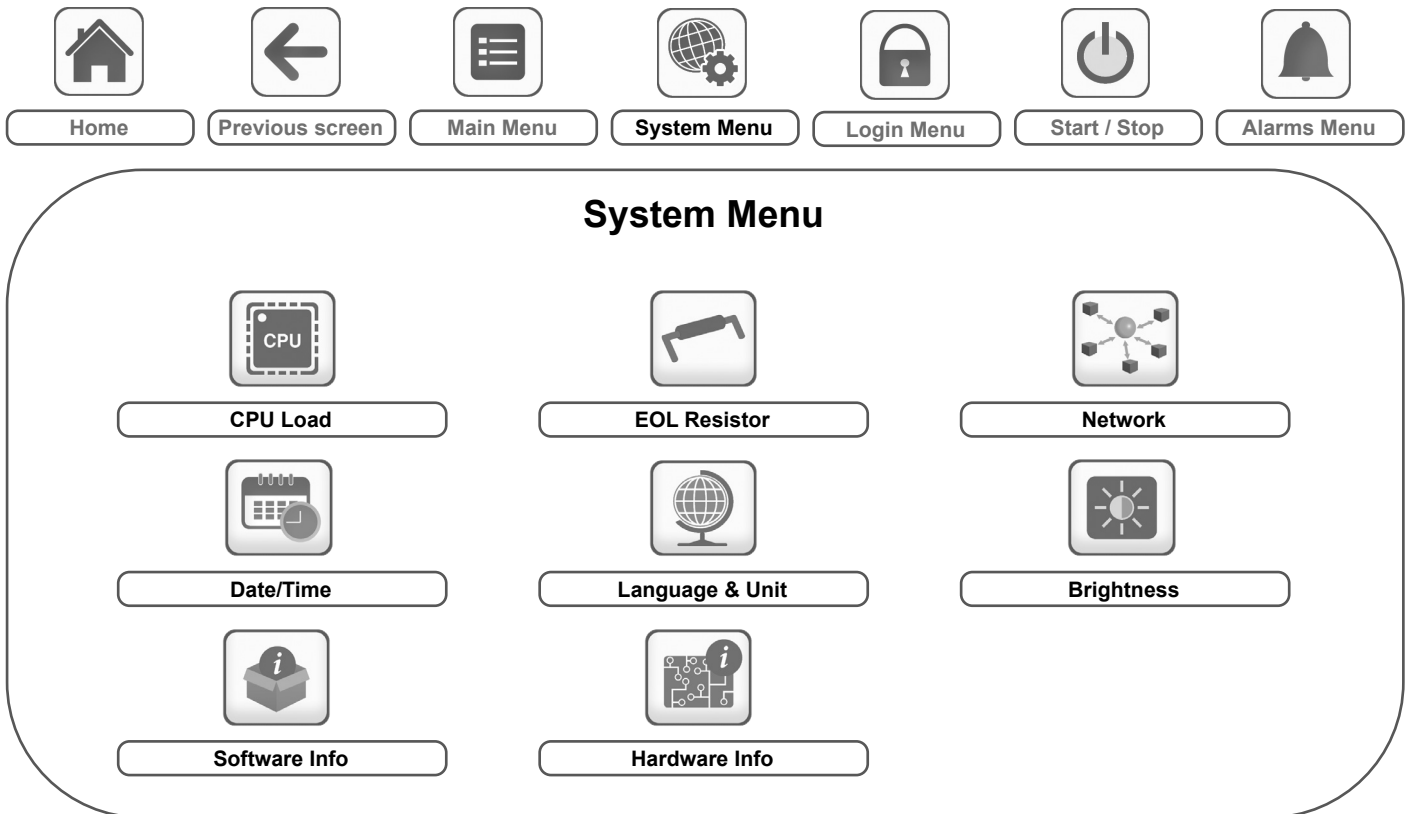 Home
Previous screen
Main Menu
System Menu
Login Menu
Start / Stop
Alarms Menu
System Menu
CPU
CPU Load
EOL Resistor
Network
Date/Time
Language & Unit
Brightness
i
Software Info
i
Hardware Info